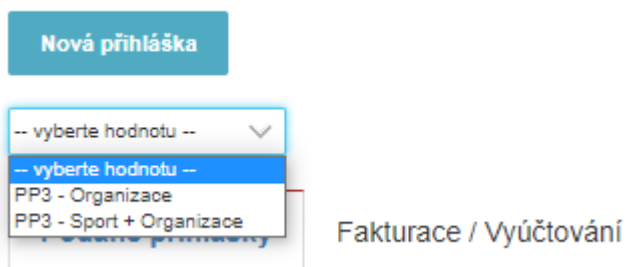 Nová přihláška
-- vyberte hodnotu --
-- vyberte hodnotu --
PP3 - Organizace
PP3 - Sport + Organizace
Fakturace / Vyúčtování